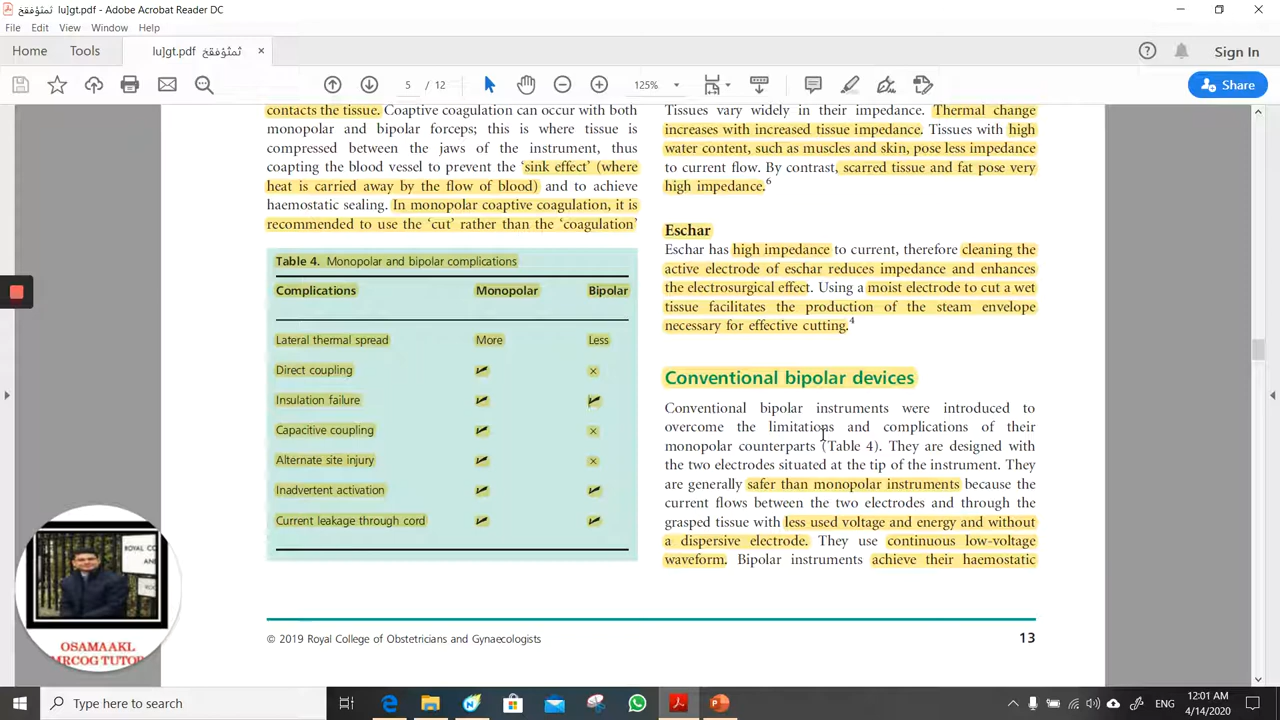 ثمثؤفقخ lu]gt.pdf - Adobe Acrobat Reader DC
File Edit View Window Help
Home Tools lu]gt.pdf ثمثؤفقخ × Sign In
5 / 12 125% Share
contacts the tissue. Coaptive coagulation can occur with both
monopolar and bipolar forceps; this is where tissue is
compressed between the jaws of the instrument, thus
coapting the blood vessel to prevent the ‘sink effect’ (where
heat is carried away by the flow of blood) and to achieve
haemostatic sealing. In monopolar coaptive coagulation, it is
recommended to use the ‘cut’ rather than the ‘coagulation’
Table 4. Monopolar and bipolar complications
Complications Monopolar Bipolar
Lateral thermal spread More Less
Direct coupling ✓ ×
Insulation failure ✓ ✓
Capacitive coupling ✓ ×
Alternate site injury ✓ ×
Inadvertent activation ✓ ✓
Current leakage through cord ✓ ✓
Tissues vary widely in their impedance. Thermal change
increases with increased tissue impedance. Tissues with high
water content, such as muscles and skin, pose less impedance
to current flow. By contrast, scarred tissue and fat pose very
high impedance.6
Eschar
Eschar has high impedance to current, therefore cleaning the
active electrode of eschar reduces impedance and enhances
the electrosurgical effect. Using a moist electrode to cut a wet
tissue facilitates the production of the steam envelope
necessary for effective cutting.4
Conventional bipolar devices
Conventional bipolar instruments were introduced to
overcome the limitations and complications of their
monopolar counterparts (Table 4). They are designed with
the two electrodes situated at the tip of the instrument. They
are generally safer than monopolar instruments because the
current flows between the two electrodes and through the
grasped tissue with less used voltage and energy and without
a dispersive electrode. They use continuous low-voltage
waveform. Bipolar instruments achieve their haemostatic
© 2019 Royal College of Obstetricians and Gynaecologists 13
ROYAL CO
OSAMA AKL
MRCOG TUTOR
Type here to search
ENG
12:01 AM
4/14/2020